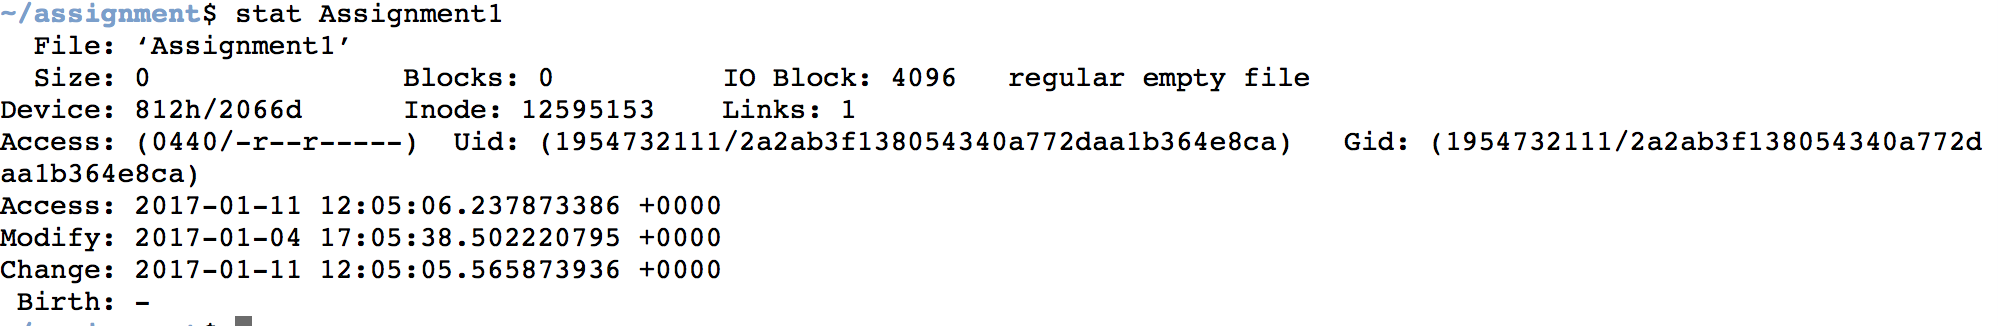 ~/assignment$ stat Assignment1
  File: ‘Assignment1’
  Size: 0               Blocks: 0          IO Block: 4096   regular empty file
Device: 812h/2066d      Inode: 12595153    Links: 1
Access: (0440/-r--r-----)  Uid: (1954732111/2a2ab3f138054340a772daa1b364e8ca)   Gid: (1954732111/2a2ab3f138054340a772d
aa1b364e8ca)
Access: 2017-01-11 12:05:06.237873386 +0000
Modify: 2017-01-04 17:05:38.502220795 +0000
Change: 2017-01-11 12:05:05.565873936 +0000
 Birth: -
~/assignment$